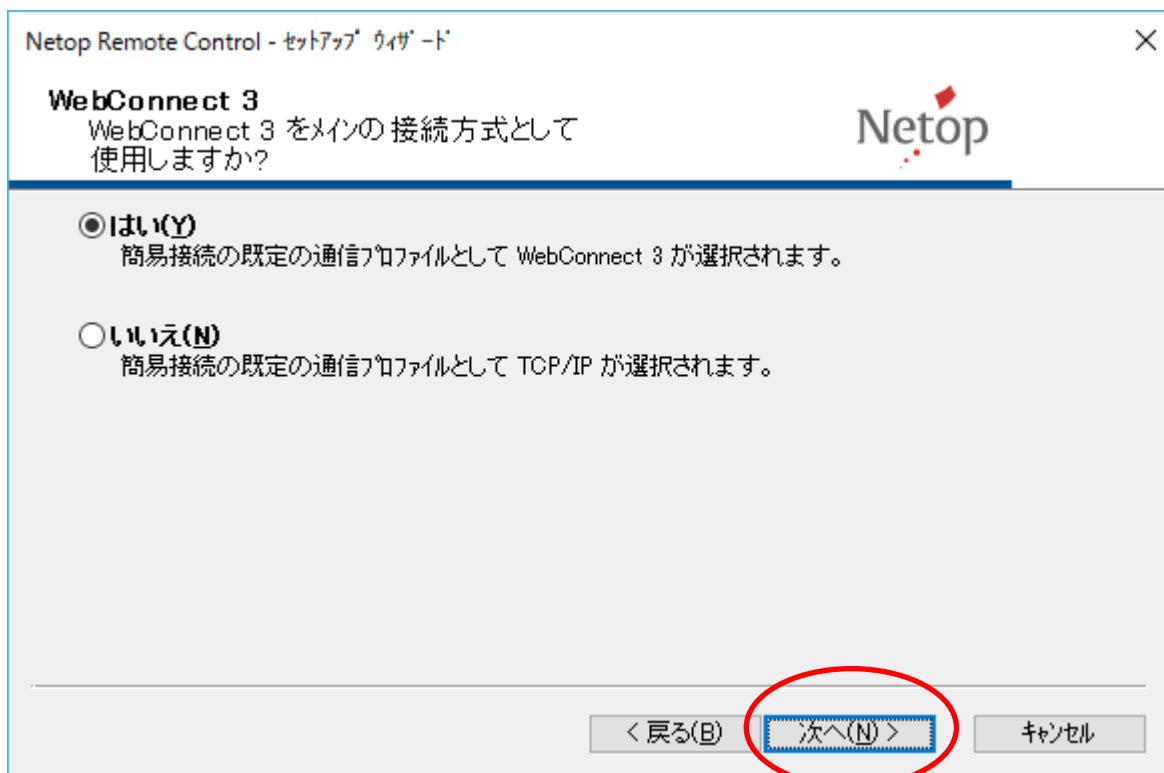 Netop Remote Control - ｾｯﾄｱｯﾌﾟ ｳｨｻﾞｰﾄﾞ
WebConnect 3
WebConnect 3 をﾒｲﾝの接続方式として
使用しますか?
Netop
はい(Y)
簡易接続の既定の通信ﾌﾟﾛﾌｧｲﾙとして WebConnect 3 が選択されます。
いいえ(N)
簡易接続の既定の通信ﾌﾟﾛﾌｧｲﾙとして TCP/IP が選択されます。
< 戻る(B) 次へ(N) > ｷｬﾝｾﾙ